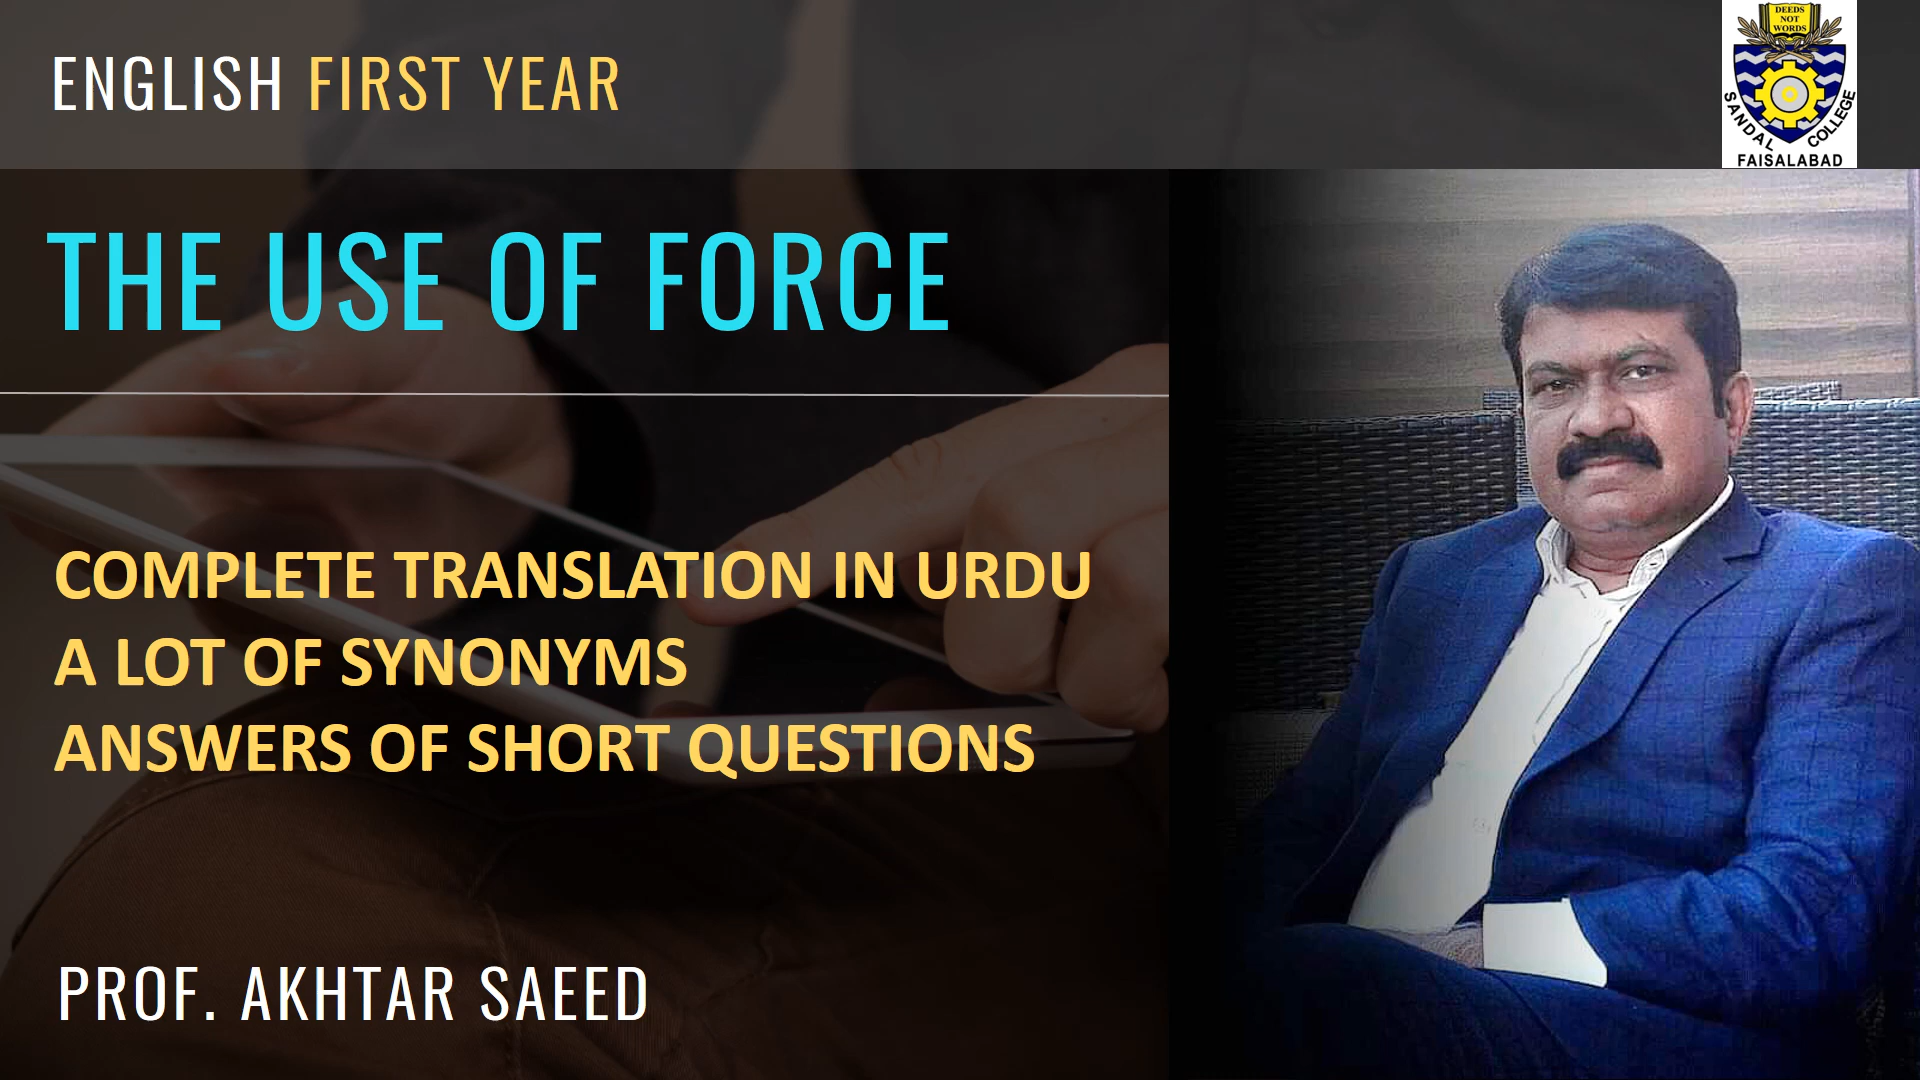 ENGLISH FIRST YEAR
DEEDS
NOT
WORDS
SANDAL COLLEGE
FAISALABAD
THE USE OF FORCE
COMPLETE TRANSLATION IN URDU
A LOT OF SYNONYMS
ANSWERS OF SHORT QUESTIONS
PROF. AKHTAR SAEED